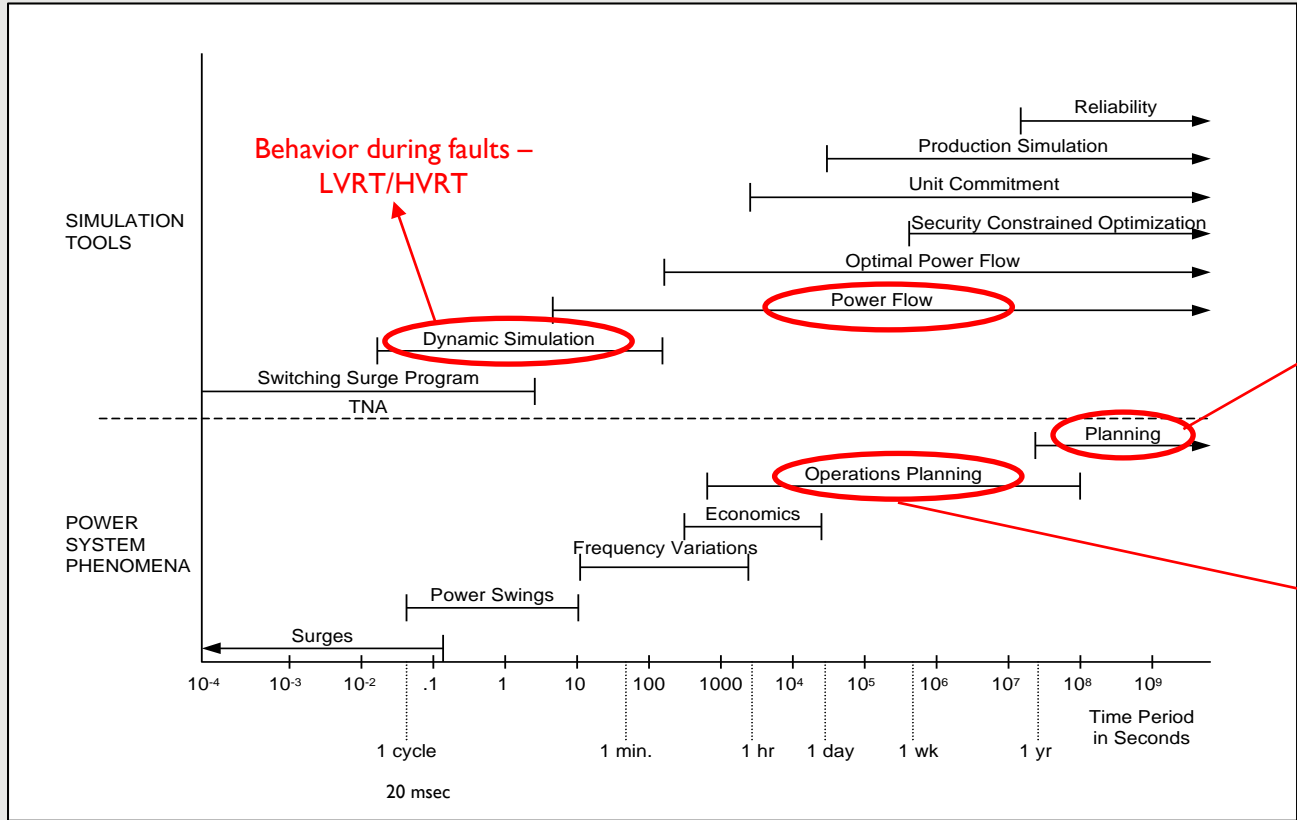 Reliability
Behavior during faults –
LVRT/HVRT
Production Simulation
Unit Commitment
SIMULATION
TOOLS
Security Constrained Optimization
Optimal Power Flow
Power Flow
Dynamic Simulation
Switching Surge Program
TNA
Planning
Operations Planning
Economics
POWER
SYSTEM
PHENOMENA
Frequency Variations
Power Swings
Surges
10⁻⁴ 10⁻³ 10⁻² .1 1 10 100 1000 10⁴ 10⁵ 10⁶ 10⁷ 10⁸ 10⁹
Time Period
in Seconds
1 cycle 1 min. 1 hr 1 day 1 wk 1 yr
20 msec